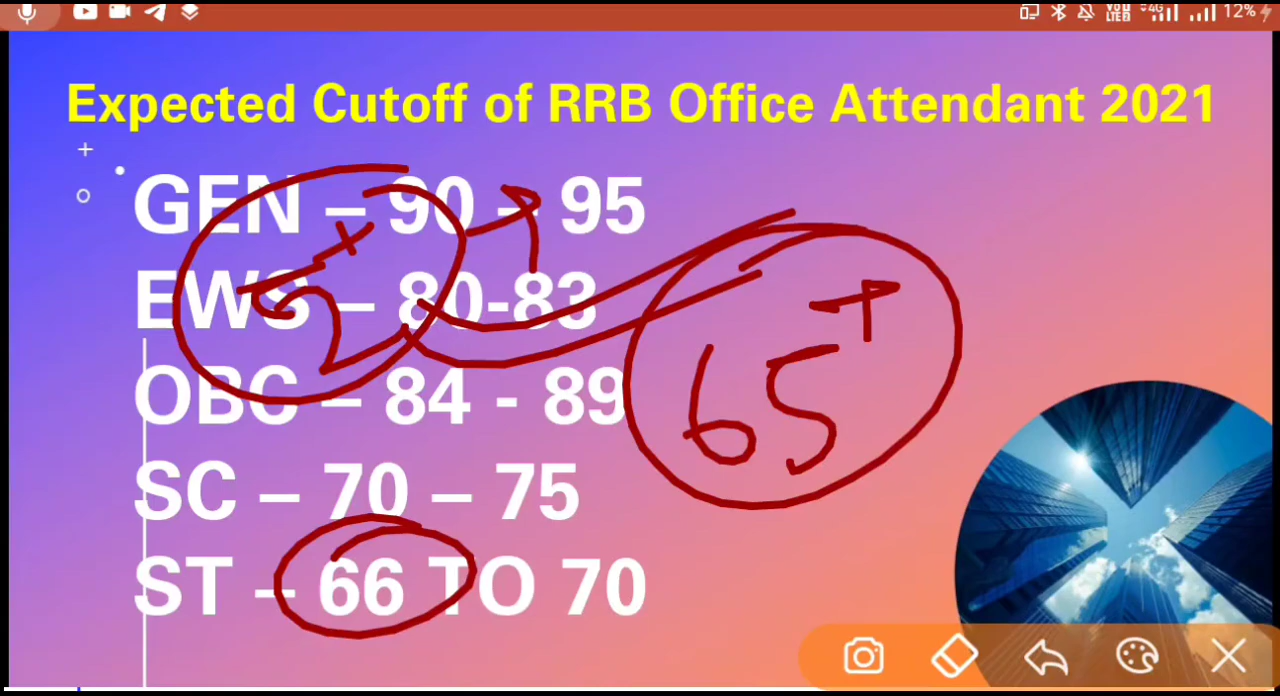 12%
Expected Cutoff of RRB Office Attendant 2021
GEN – 90 – 95
EWS – 80-83
OBC – 84 - 89
SC – 70 – 75
ST – 66 TO 70
65+